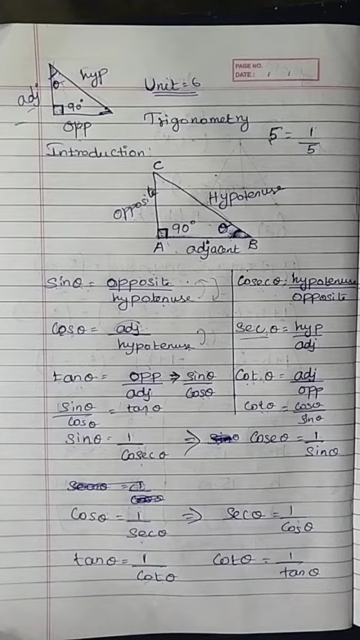 PAGE NO.
DATE: / /
Unit:- 6
Trigonometry
adj θ hyp
90°
opp
5 = 1/5
Introduction:
C
opposite Hypotenuse
90° θ
A adjacent B
Sinθ = opposite/hypotenuse Cosecθ = hypotenuse/opposite
Cosθ = adj/hypotenuse Sec θ = hyp/adj
tanθ = opp/adj ⇒ sinθ/cosθ Cotθ = adj/opp
Sinθ/Cosθ = tanθ Cotθ = Cosθ/Sinθ
Sinθ = 1/Cosecθ ⇒ Cosecθ = 1/Sinθ
Cosθ = 1/Secθ ⇒ Secθ = 1/Cosθ
tanθ = 1/Cotθ Cotθ = 1/tanθ